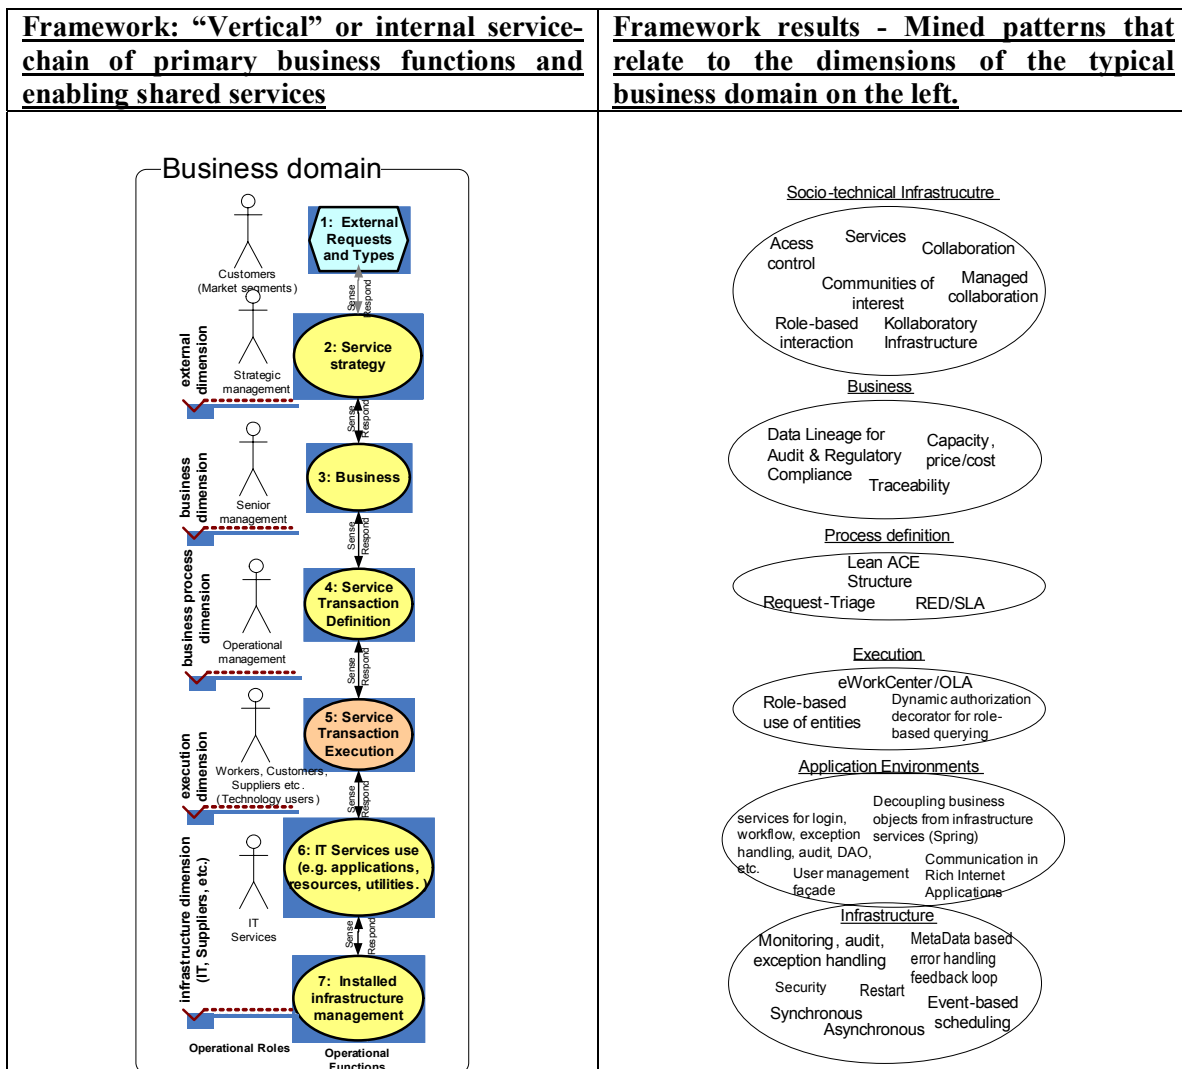 Framework: “Vertical” or internal service-
chain of primary business functions and
enabling shared services
Framework results - Mined patterns that
relate to the dimensions of the typical
business domain on the left.
Business domain
1: External
Requests
and Types
Customers
(Market segments)
Sense
Respond
external
dimension
Strategic
management
2: Service
strategy
Sense
Respond
business
dimension
Senior
management
3: Business
Sense
Respond
business process
dimension
Operational
management
4: Service
Transaction
Definition
Sense
Respond
execution
dimension
Workers, Customers,
Suppliers etc.
(Technology users)
5: Service
Transaction
Execution
Sense
Respond
infrastructure dimension
(IT, Suppliers, etc.)
IT
Services
6: IT Services use
(e.g. applications,
resources, utilities. )
Sense
Respond
7: Installed
infrastructure
management
Operational Roles
Operational
Functions
Socio-technical Infrastrucutre
Acess
control
Services
Collaboration
Communities of
interest
Managed
collaboration
Role-based
interaction
Kollaboratory
Infrastructure
Business
Data Lineage for
Audit & Regulatory
Compliance
Capacity,
price/cost
Traceability
Process definition
Lean ACE
Structure
Request-Triage
RED/SLA
Execution
eWorkCenter/OLA
Role-based
use of entities
Dynamic authorization
decorator for role-
based querying
Application Environments
services for login,
workflow, exception
handling, audit, DAO,
etc.
Decoupling business
objects from infrastructure
services (Spring)
User management
façade
Communication in
Rich Internet
Applications
Infrastructure
Monitoring, audit,
exception handling
MetaData based
error handling
feedback loop
Security
Restart
Synchronous
Asynchronous
Event-based
scheduling